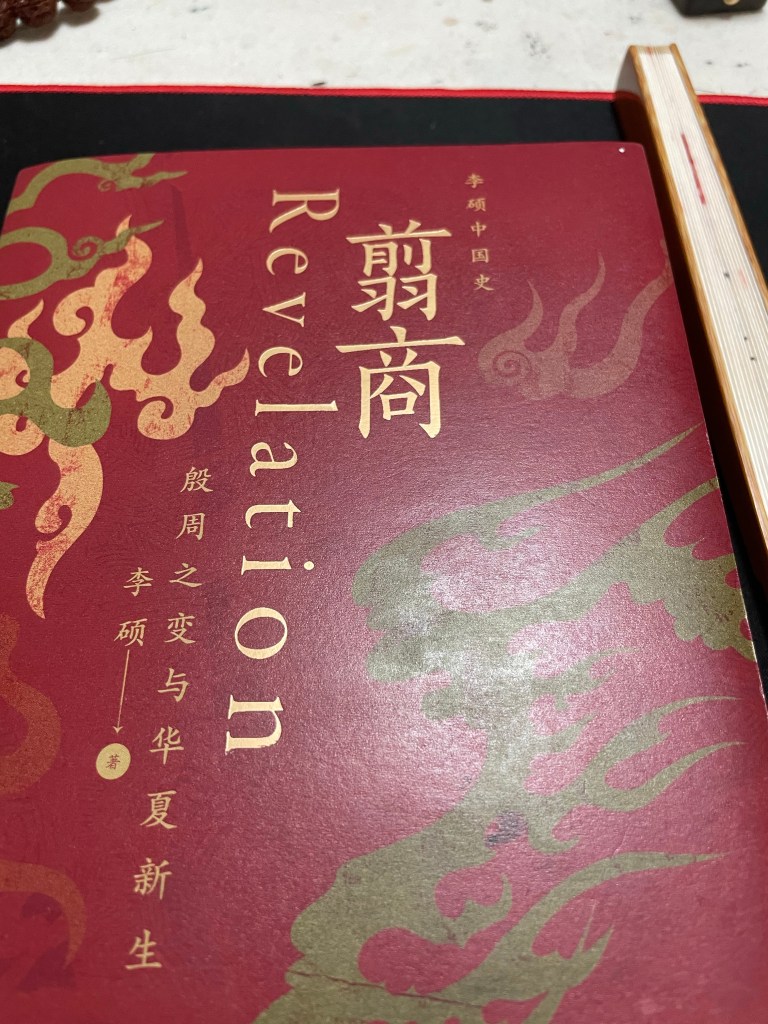 李硕中国史
翦商
Revelation
殷周之变与华夏新生
李硕
著